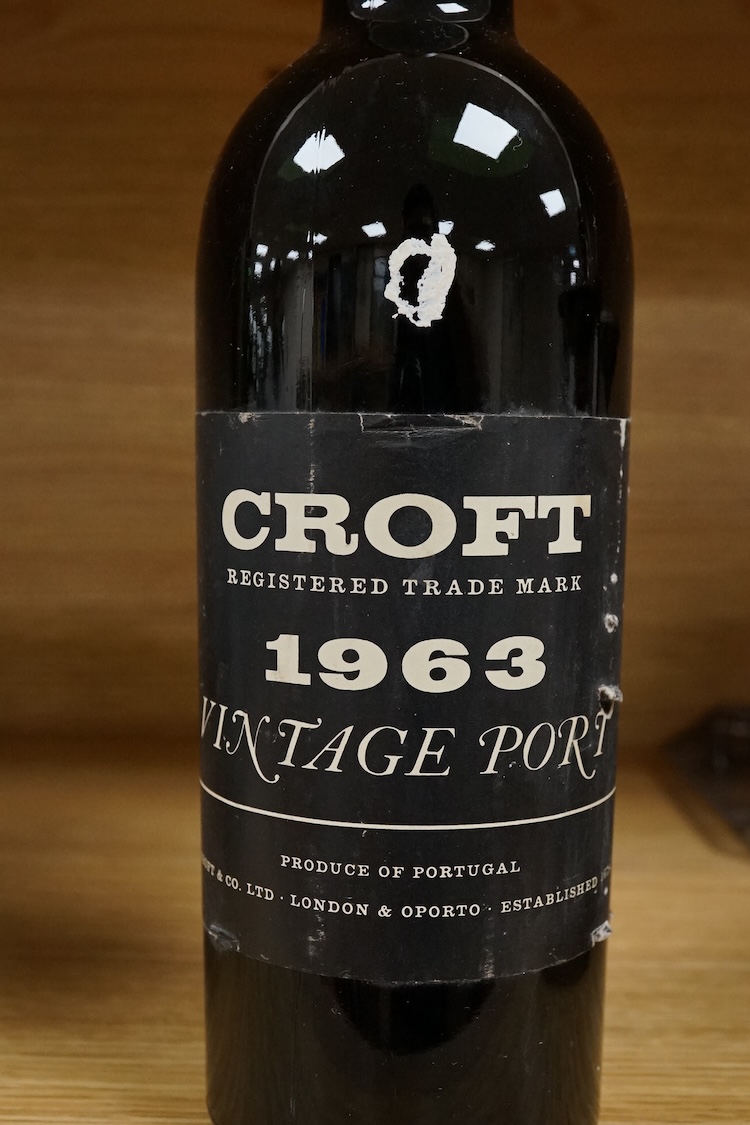 CROFT
REGISTERED TRADE MARK
1963
VINTAGE PORT
PRODUCE OF PORTUGAL
& CO. LTD · LONDON & OPORTO · ESTABLISHED